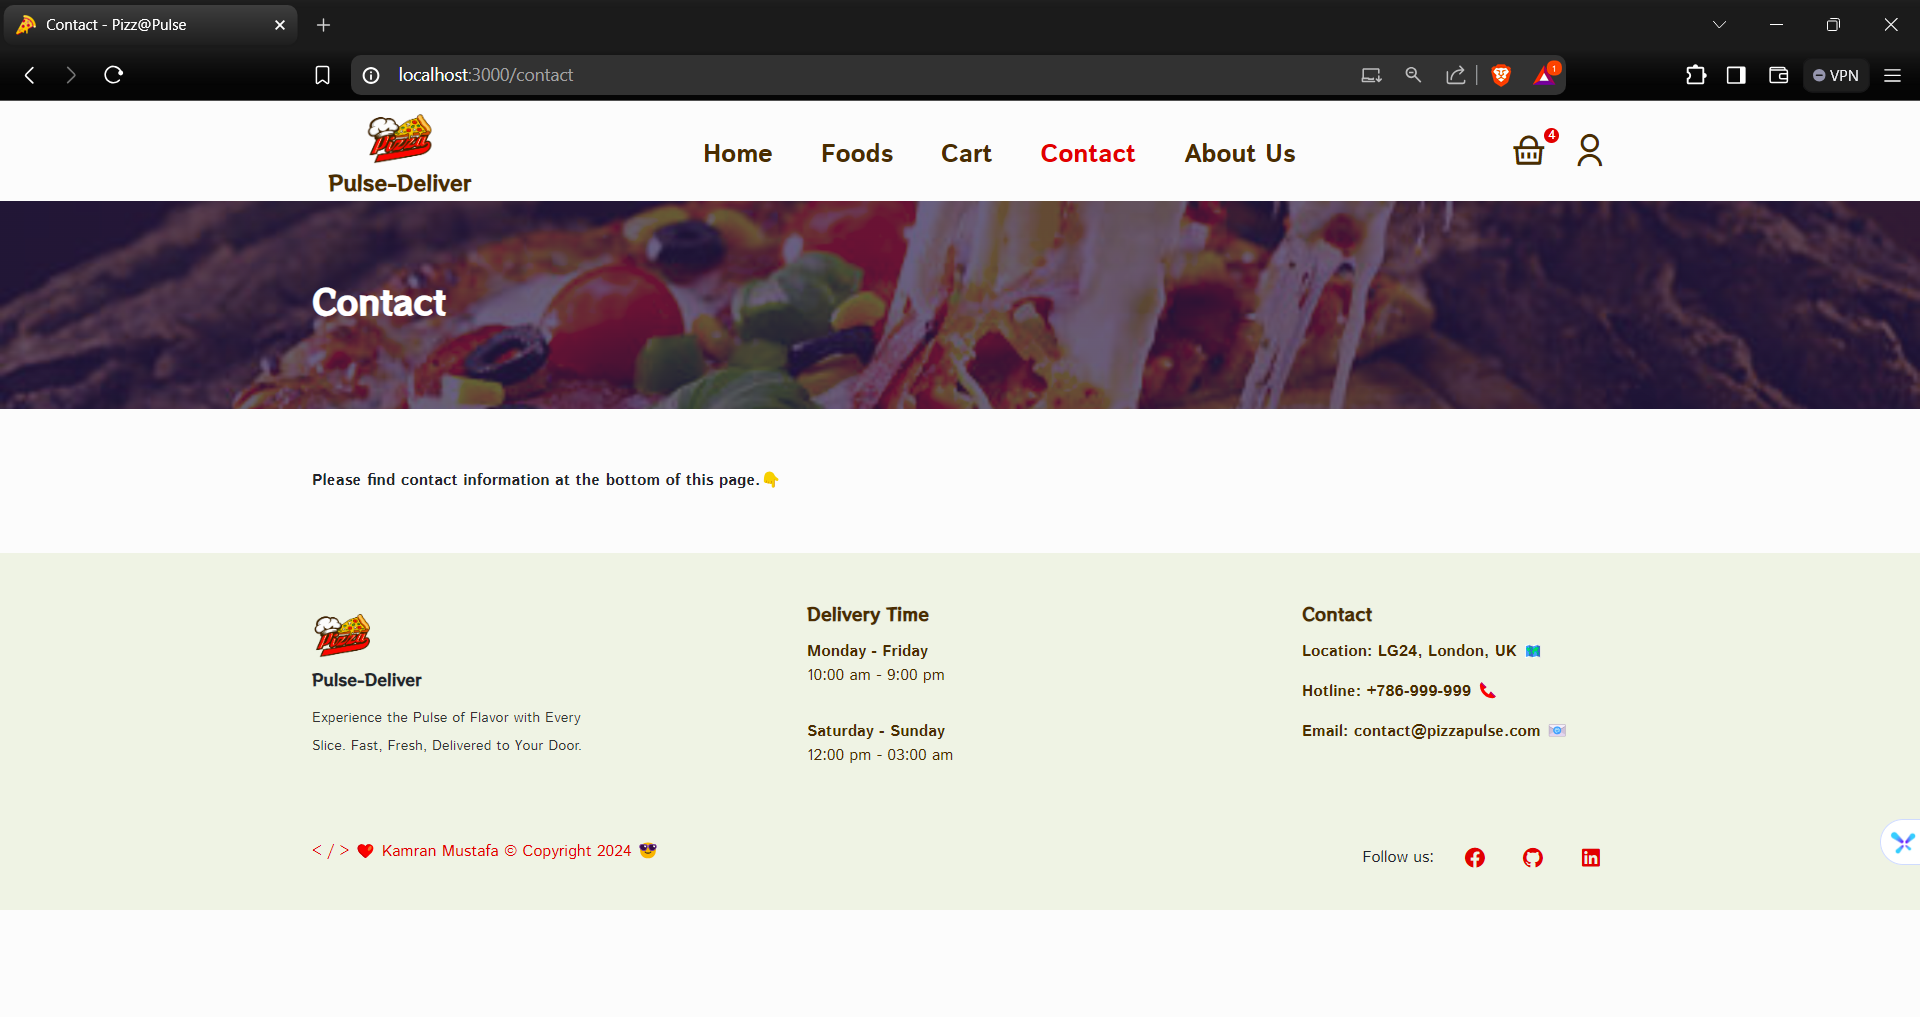 Contact - Pizz@Pulse
localhost:3000/contact
1
VPN
Pizza
Pulse-Deliver
Home
Foods
Cart
Contact
About Us
4
Contact
Please find contact information at the bottom of this page.👇
Pizza
Pulse-Deliver
Experience the Pulse of Flavor with Every
Slice. Fast, Fresh, Delivered to Your Door.
Delivery Time
Monday - Friday
10:00 am - 9:00 pm
Saturday - Sunday
12:00 pm - 03:00 am
Contact
Location: LG24, London, UK 🗺️
Hotline: +786-999-999 📞
Email: contact@pizzapulse.com 📧
< / > ❤️ Kamran Mustafa © Copyright 2024 😎
Follow us: